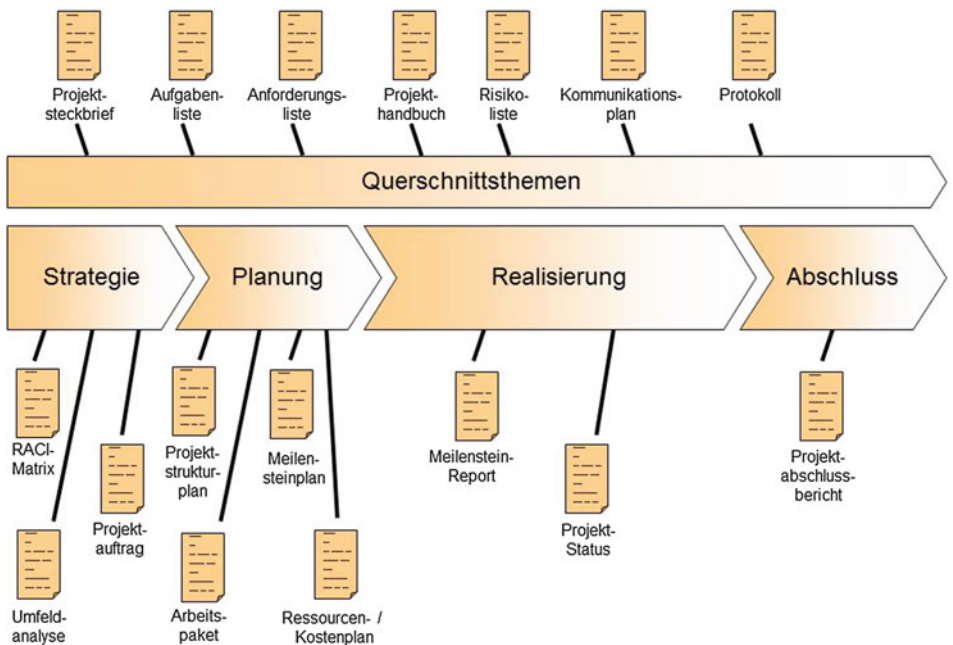 Projekt-
steckbrief
Aufgaben-
liste
Anforderungs-
liste
Projekt-
handbuch
Risiko-
liste
Kommunikations-
plan
Protokoll
Querschnittsthemen
Strategie
Planung
Realisierung
Abschluss
RACI-
Matrix
Projekt-
auftrag
Umfeld-
analyse
Projekt-
struktur-
plan
Meilen-
steinplan
Arbeits-
paket
Ressourcen- /
Kostenplan
Meilenstein-
Report
Projekt-
Status
Projekt-
abschluss-
bericht